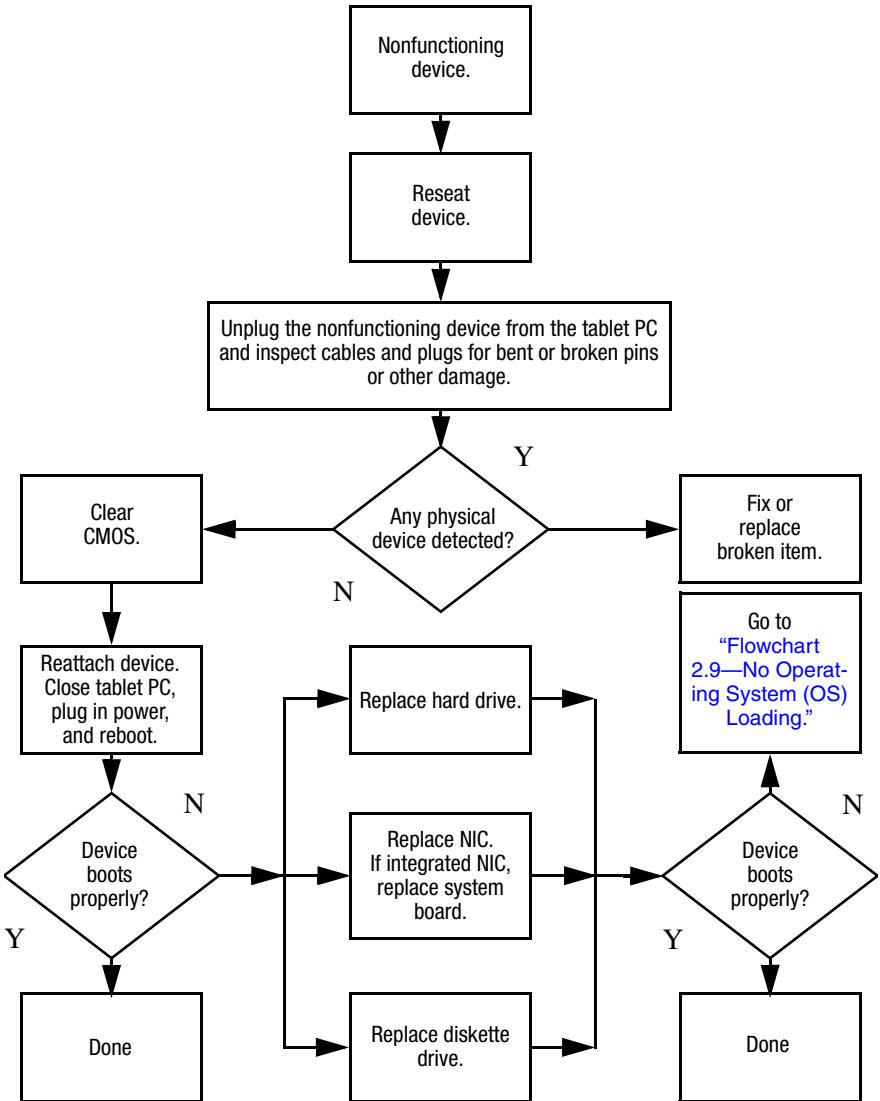 Nonfunctioning
device.
Reseat
device.
Unplug the nonfunctioning device from the tablet PC
and inspect cables and plugs for bent or broken pins
or other damage.
Y
Clear
CMOS.
Any physical
device detected?
Fix or
replace
broken item.
N
Go to
“Flowchart
2.9—No Operat-
ing System (OS)
Loading.”
Reattach device.
Close tablet PC,
plug in power,
and reboot.
Replace hard drive.
N
N
Device
boots
properly?
Replace NIC.
If integrated NIC,
replace system
board.
Device
boots
properly?
Y
Y
Done
Replace diskette
drive.
Done